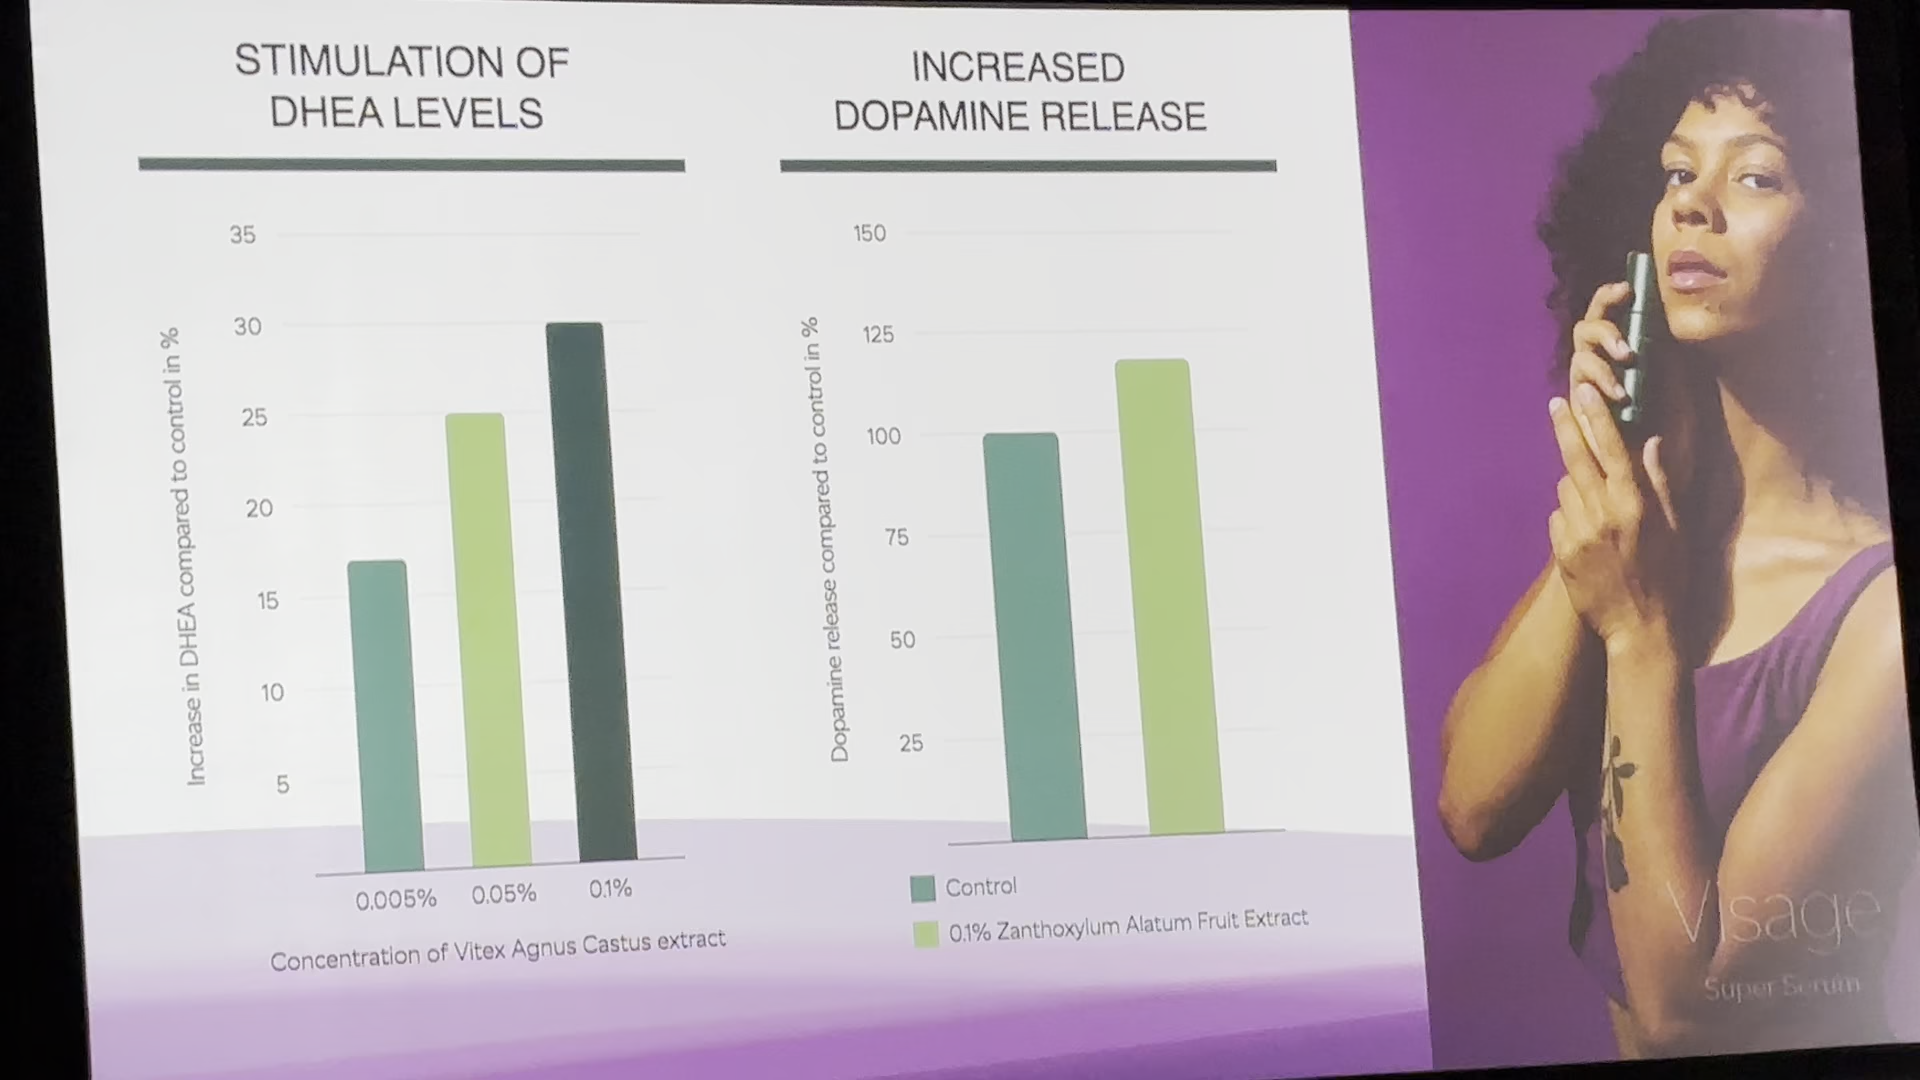 STIMULATION OF
DHEA LEVELS
Increase in DHEA compared to control in %
35
30
25
20
15
10
5
0.005%
0.05%
0.1%
Concentration of Vitex Agnus Castus extract
INCREASED
DOPAMINE RELEASE
Dopamine release compared to control in %
150
125
100
75
50
25
Control
0.1% Zanthoxylum Alatum Fruit Extract
Visage
Super Serum